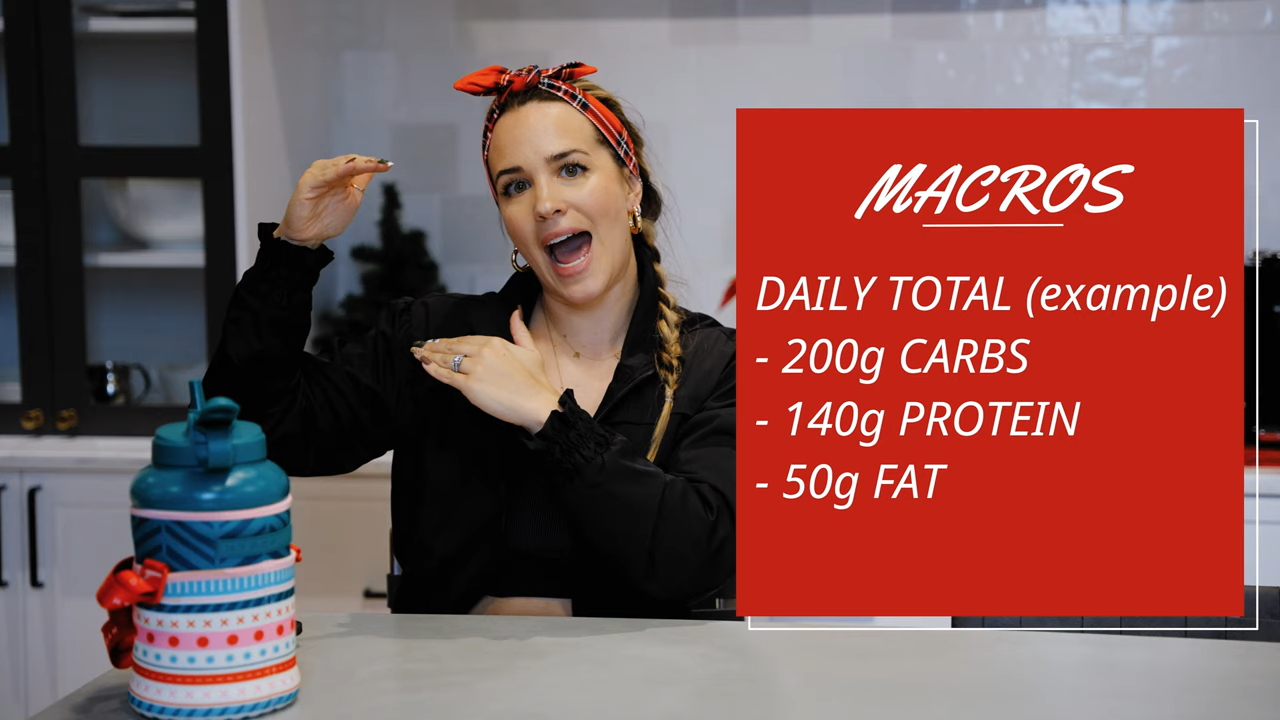 MACROS
DAILY TOTAL (example)
- 200g CARBS
- 140g PROTEIN
- 50g FAT